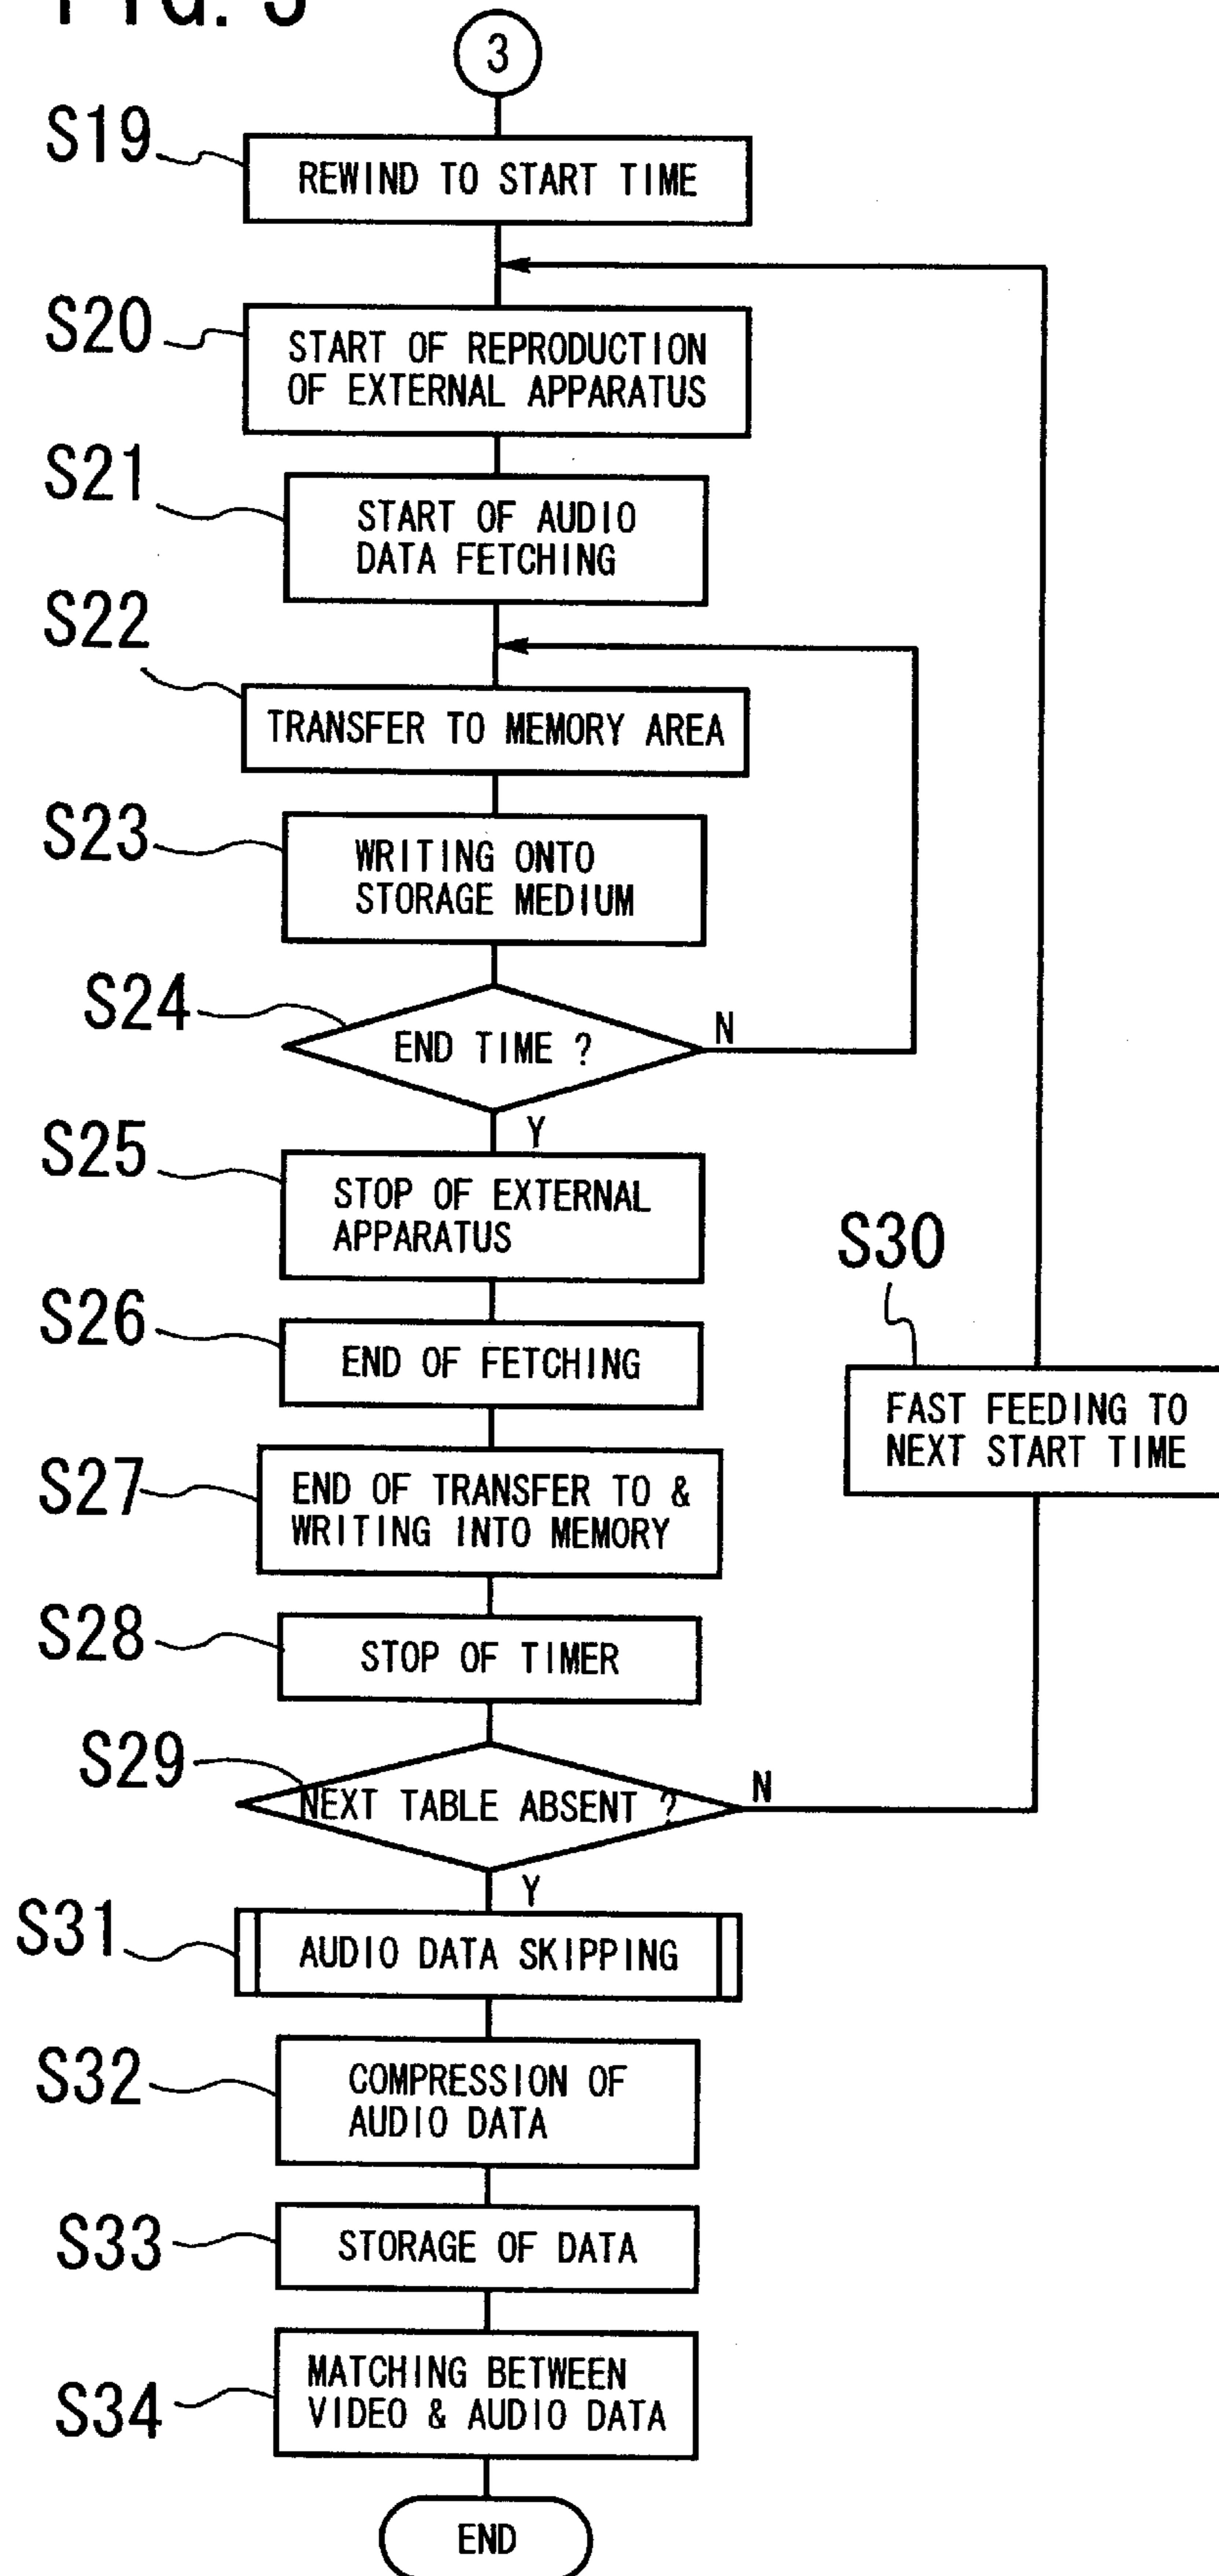 3
S19
REWIND TO START TIME
S20
START OF REPRODUCTION
OF EXTERNAL APPARATUS
S21
START OF AUDIO
DATA FETCHING
S22
TRANSFER TO MEMORY AREA
S23
WRITING ONTO
STORAGE MEDIUM
S24
END TIME ?
N
Y
S25
STOP OF EXTERNAL
APPARATUS
S26
END OF FETCHING
S30
FAST FEEDING TO
NEXT START TIME
S27
END OF TRANSFER TO &
WRITING INTO MEMORY
S28
STOP OF TIMER
S29
NEXT TABLE ABSENT ?
N
Y
S31
AUDIO DATA SKIPPING
S32
COMPRESSION OF
AUDIO DATA
S33
STORAGE OF DATA
S34
MATCHING BETWEEN
VIDEO & AUDIO DATA
END